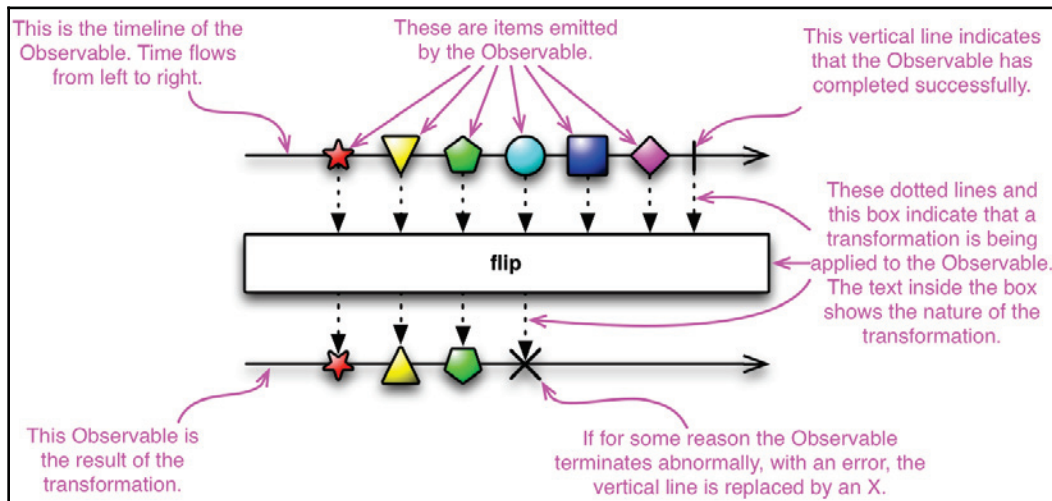 This is the timeline of the
Observable. Time flows
from left to right.
These are items emitted
by the Observable.
This vertical line indicates
that the Observable has
completed successfully.
These dotted lines and
this box indicate that a
transformation is being
applied to the Observable.
The text inside the box
shows the nature of the
transformation.
flip
This Observable is
the result of the
transformation.
If for some reason the Observable
terminates abnormally, with an error, the
vertical line is replaced by an X.